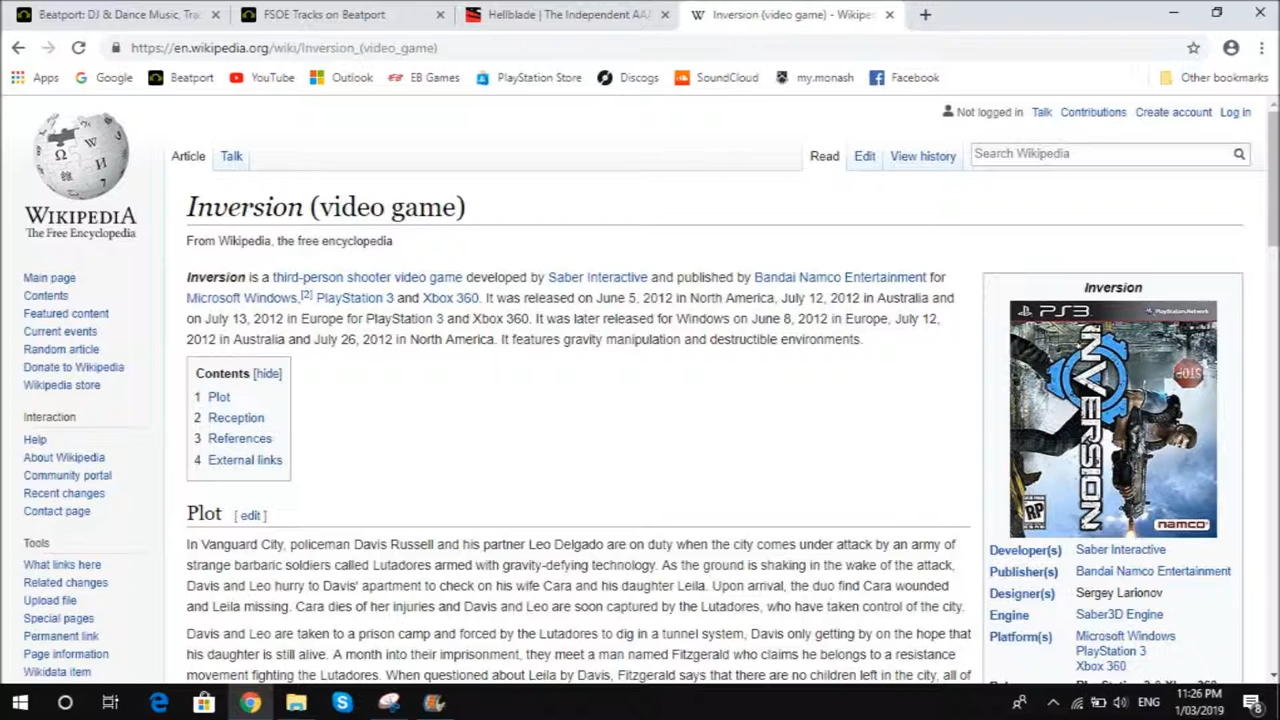 Beatport: DJ & Dance Music, Tra
FSOE Tracks on Beatport
Hellblade | The Independent AAA
Inversion (video game) - Wikipe
https://en.wikipedia.org/wiki/Inversion_(video_game)
Apps Google Beatport YouTube Outlook EB Games PlayStation Store Discogs SoundCloud my.monash Facebook Other bookmarks
Not logged in Talk Contributions Create account Log in
Article Talk Read Edit View history Search Wikipedia
WIKIPEDIA
The Free Encyclopedia
Main page
Contents
Featured content
Current events
Random article
Donate to Wikipedia
Wikipedia store
Interaction
Help
About Wikipedia
Community portal
Recent changes
Contact page
Tools
What links here
Related changes
Upload file
Special pages
Permanent link
Page information
Wikidata item
Inversion (video game)
From Wikipedia, the free encyclopedia
Inversion is a third-person shooter video game developed by Saber Interactive and published by Bandai Namco Entertainment for
Microsoft Windows,[2] PlayStation 3 and Xbox 360. It was released on June 5, 2012 in North America, July 12, 2012 in Australia and
on July 13, 2012 in Europe for PlayStation 3 and Xbox 360. It was later released for Windows on June 8, 2012 in Europe, July 12,
2012 in Australia and July 26, 2012 in North America. It features gravity manipulation and destructible environments.
Contents [hide]
1 Plot
2 Reception
3 References
4 External links
Plot [ edit ]
In Vanguard City, policeman Davis Russell and his partner Leo Delgado are on duty when the city comes under attack by an army of
strange barbaric soldiers called Lutadores armed with gravity-defying technology. As the ground is shaking in the wake of the attack,
Davis and Leo hurry to Davis' apartment to check on his wife Cara and his daughter Leila. Upon arrival, the duo find Cara wounded
and Leila missing. Cara dies of her injuries and Davis and Leo are soon captured by the Lutadores, who have taken control of the city.
Davis and Leo are taken to a prison camp and forced by the Lutadores to dig in a tunnel system, Davis only getting by on the hope that
his daughter is still alive. A month into their imprisonment, they meet a man named Fitzgerald who claims he belongs to a resistance
movement fighting the Lutadores. When questioned about Leila by Davis, Fitzgerald says that there are no children left in the city, all of
Inversion
PS3 PlayStation Network
INVERSION
STOP
RP
namco
Developer(s) Saber Interactive
Publisher(s) Bandai Namco Entertainment
Designer(s) Sergey Larionov
Engine Saber3D Engine
Platform(s) Microsoft Windows
PlayStation 3
Xbox 360
ENG
11:26 PM
1/03/2019
8